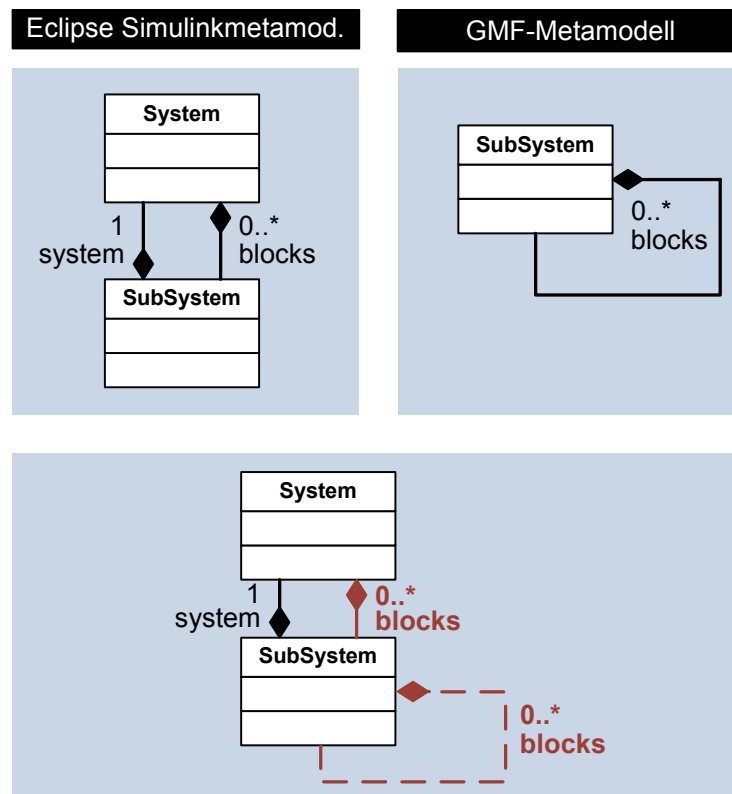 Eclipse Simulinkmetamod.
GMF-Metamodell
System
1
0..*
system
blocks
SubSystem
SubSystem
0..*
blocks
System
1
0..*
system
blocks
SubSystem
0..*
blocks